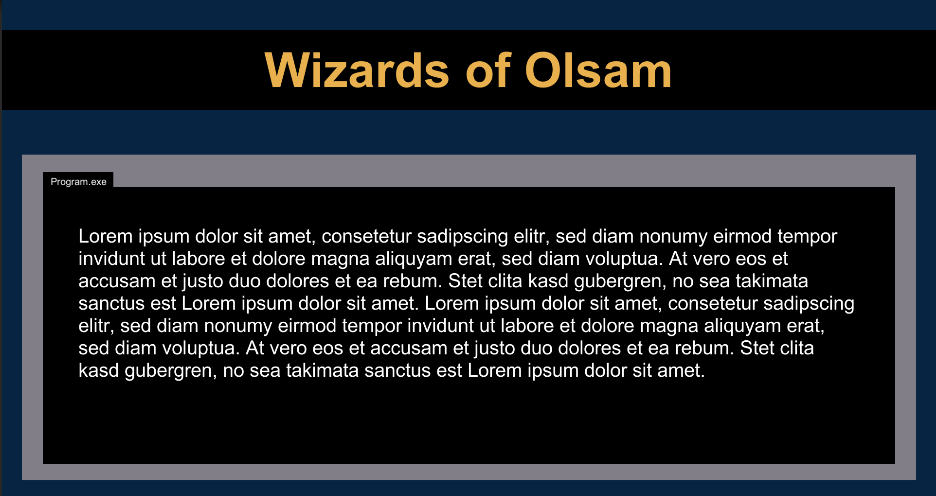 Wizards of Olsam
Program.exe
Lorem ipsum dolor sit amet, consetetur sadipscing elitr, sed diam nonumy eirmod tempor
invidunt ut labore et dolore magna aliquyam erat, sed diam voluptua. At vero eos et
accusam et justo duo dolores et ea rebum. Stet clita kasd gubergren, no sea takimata
sanctus est Lorem ipsum dolor sit amet. Lorem ipsum dolor sit amet, consetetur sadipscing
elitr, sed diam nonumy eirmod tempor invidunt ut labore et dolore magna aliquyam erat,
sed diam voluptua. At vero eos et accusam et justo duo dolores et ea rebum. Stet clita
kasd gubergren, no sea takimata sanctus est Lorem ipsum dolor sit amet.